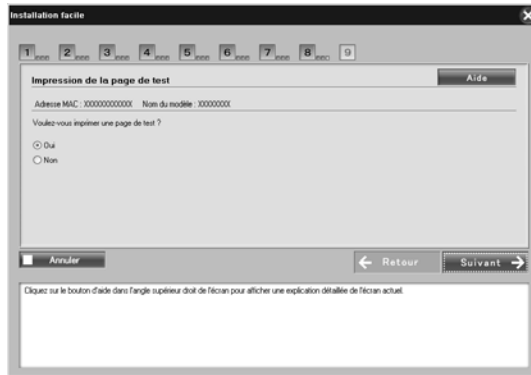 Installation facile
1 2 3 4 5 6 7 8 9
Impression de la page de test
Aide
Adresse MAC : XXXXXXXXXXXX Nom du modèle : XXXXXXXX
Voulez-vous imprimer une page de test ?
Oui
Non
Annuler
Retour
Suivant
Cliquez sur le bouton d'aide dans l'angle supérieur droit de l'écran pour afficher une explication détaillée de l'écran actuel.